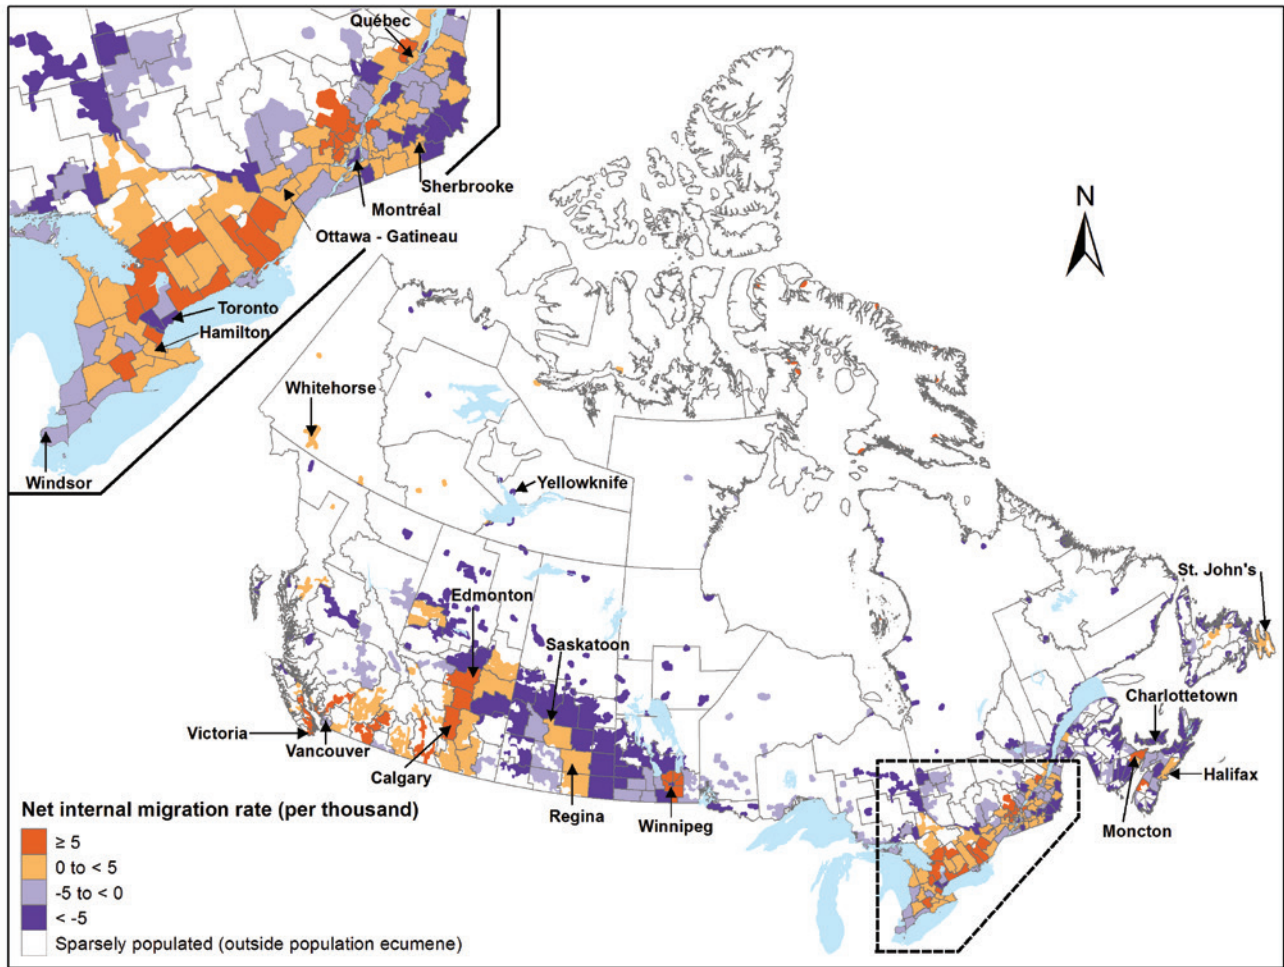 Québec
Sherbrooke
Montréal
Ottawa - Gatineau
Toronto
Hamilton
Windsor
N
Whitehorse
Yellowknife
St. John's
Edmonton
Saskatoon
Charlottetown
Victoria
Vancouver
Calgary
Halifax
Regina
Winnipeg
Moncton
Net internal migration rate (per thousand)
≥ 5
0 to < 5
-5 to < 0
< -5
Sparsely populated (outside population ecumene)